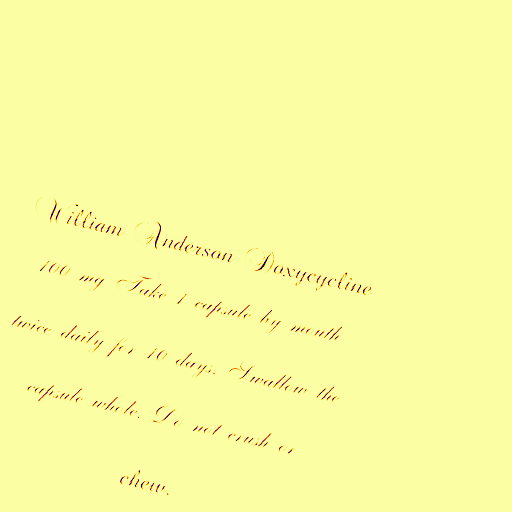 William Anderson Doxycycline
100 mg Take 1 capsule by mouth
twice daily for 10 days. Swallow the
capsule whole. Do not crush or
chew.